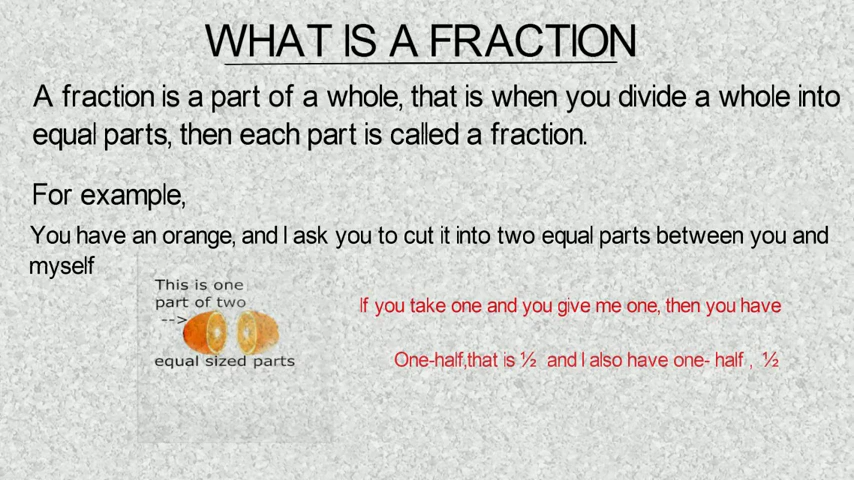 WHAT IS A FRACTION
A fraction is a part of a whole, that is when you divide a whole into
equal parts, then each part is called a fraction.
For example,
You have an orange, and I ask you to cut it into two equal parts between you and
myself
This is one
part of two
-->
equal sized parts
If you take one and you give me one, then you have
One-half,that is ½ and I also have one- half , ½